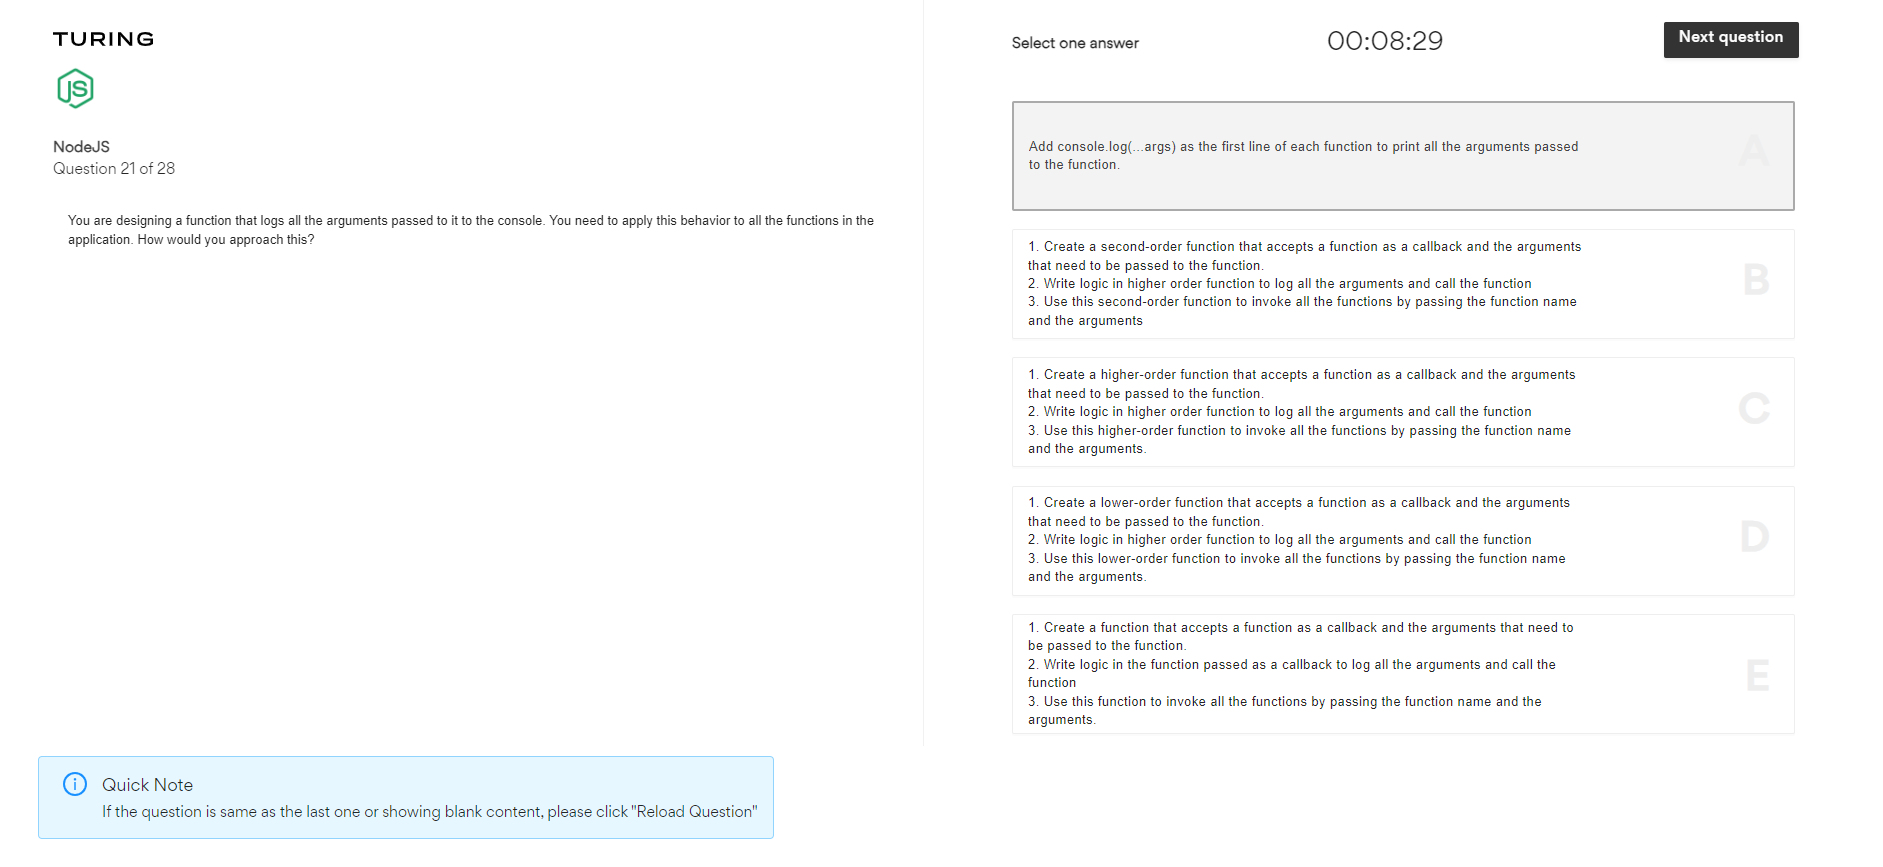 TURING
JS
NodeJS
Question 21 of 28
You are designing a function that logs all the arguments passed to it to the console. You need to apply this behavior to all the functions in the
application. How would you approach this?
Select one answer
00:08:29
Next question
Add console.log(...args) as the first line of each function to print all the arguments passed
to the function.
A
1. Create a second-order function that accepts a function as a callback and the arguments
that need to be passed to the function.
2. Write logic in higher order function to log all the arguments and call the function
3. Use this second-order function to invoke all the functions by passing the function name
and the arguments
B
1. Create a higher-order function that accepts a function as a callback and the arguments
that need to be passed to the function.
2. Write logic in higher order function to log all the arguments and call the function
3. Use this higher-order function to invoke all the functions by passing the function name
and the arguments.
C
1. Create a lower-order function that accepts a function as a callback and the arguments
that need to be passed to the function.
2. Write logic in higher order function to log all the arguments and call the function
3. Use this lower-order function to invoke all the functions by passing the function name
and the arguments.
D
1. Create a function that accepts a function as a callback and the arguments that need to
be passed to the function.
2. Write logic in the function passed as a callback to log all the arguments and call the
function
3. Use this function to invoke all the functions by passing the function name and the
arguments.
E
Quick Note
If the question is same as the last one or showing blank content, please click "Reload Question"